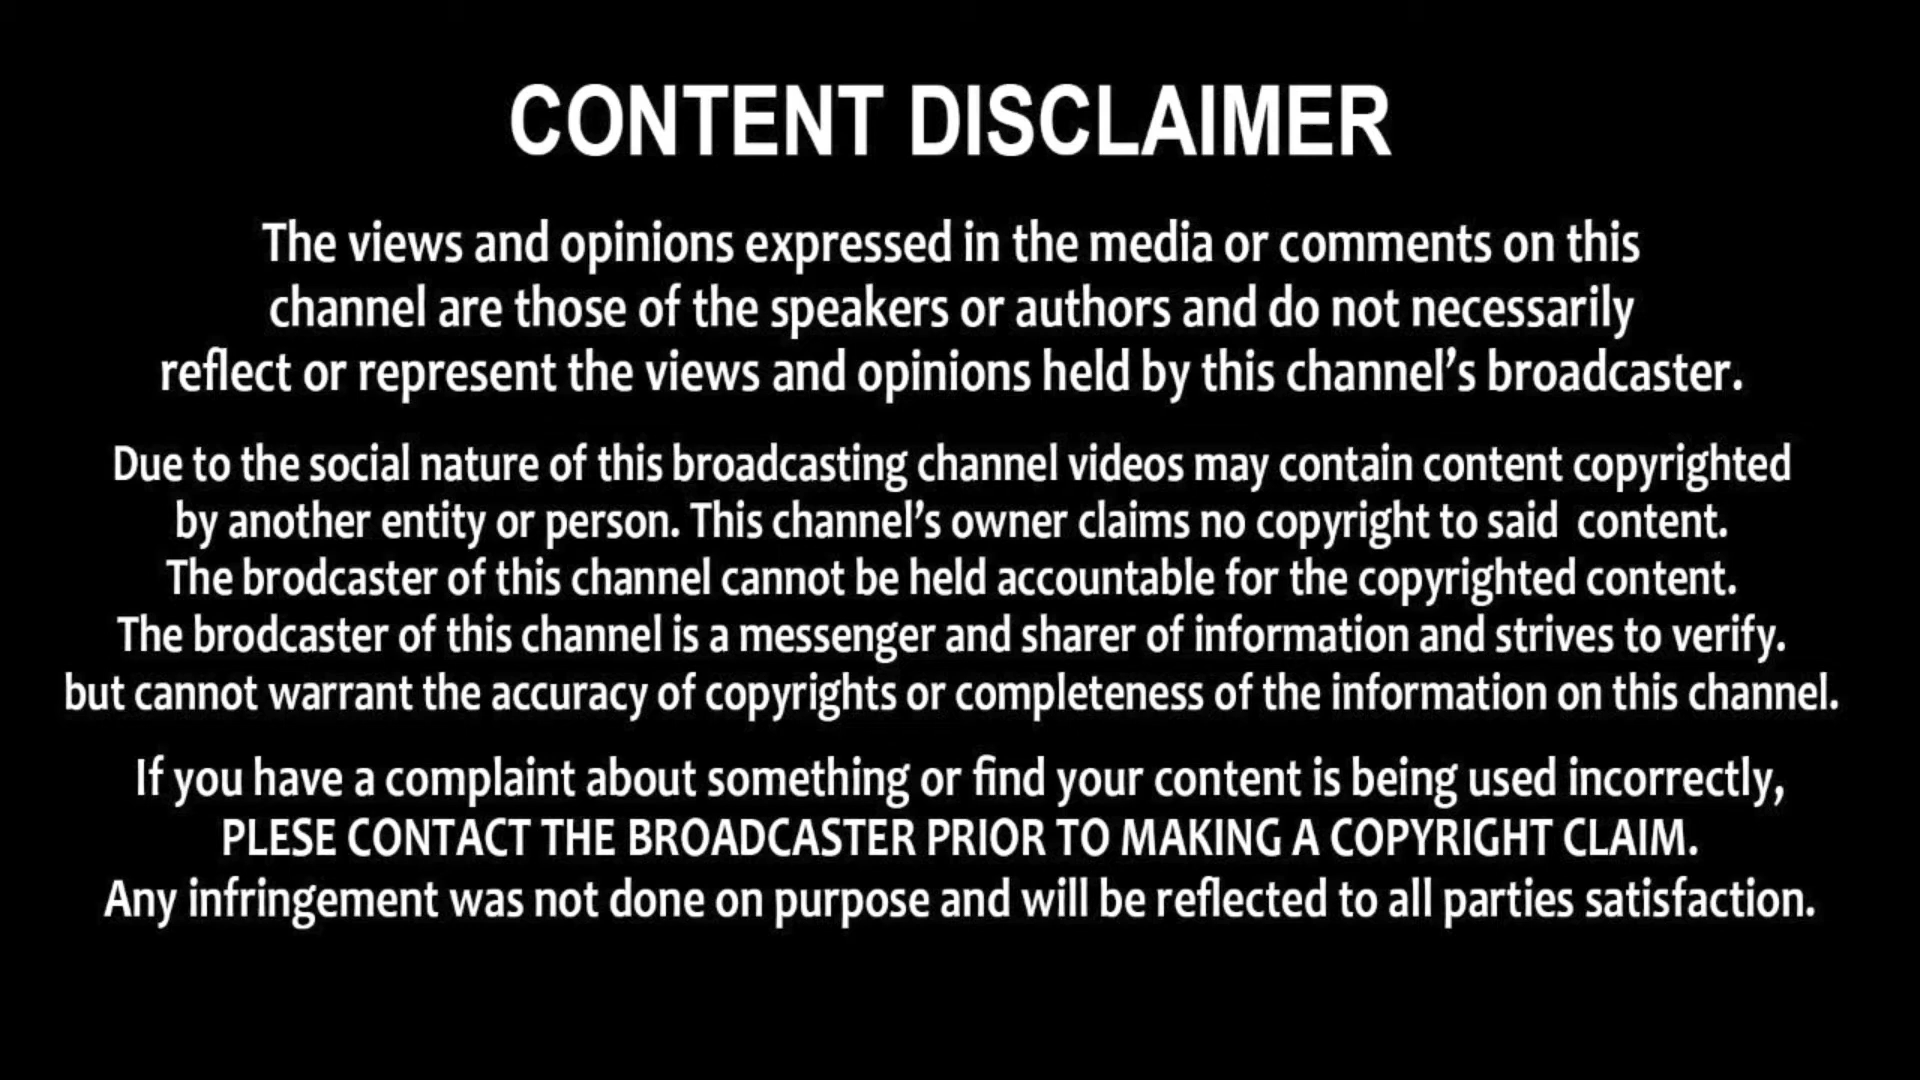 CONTENT DISCLAIMER
The views and opinions expressed in the media or comments on this
channel are those of the speakers or authors and do not necessarily
reflect or represent the views and opinions held by this channel’s broadcaster.
Due to the social nature of this broadcasting channel videos may contain content copyrighted
by another entity or person. This channel’s owner claims no copyright to said content.
The brodcaster of this channel cannot be held accountable for the copyrighted content.
The brodcaster of this channel is a messenger and sharer of information and strives to verify.
but cannot warrant the accuracy of copyrights or completeness of the information on this channel.
If you have a complaint about something or find your content is being used incorrectly,
PLESE CONTACT THE BROADCASTER PRIOR TO MAKING A COPYRIGHT CLAIM.
Any infringement was not done on purpose and will be reflected to all parties satisfaction.